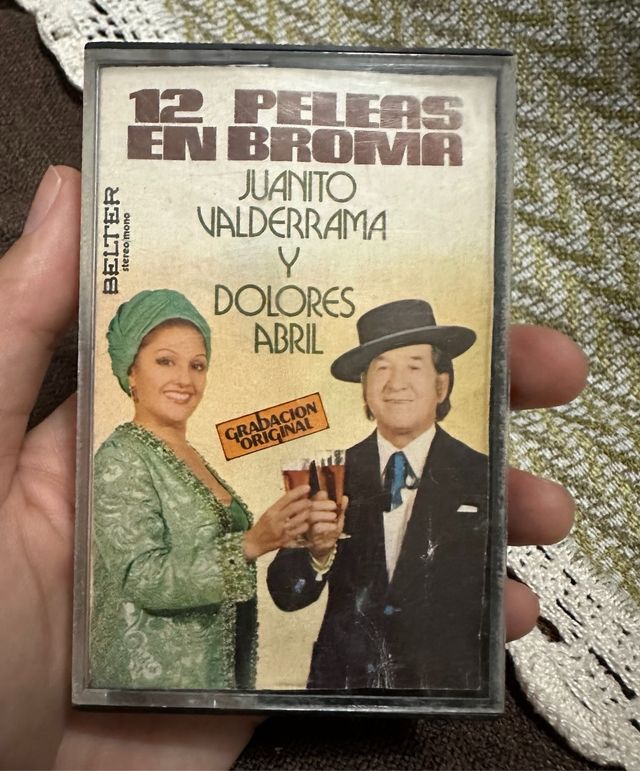 12 PELEAS
EN BROMA
JUANITO
VALDERRAMA
Y
DOLORES
ABRIL
BELTER
stereo/mono
GRABACION
ORIGINAL